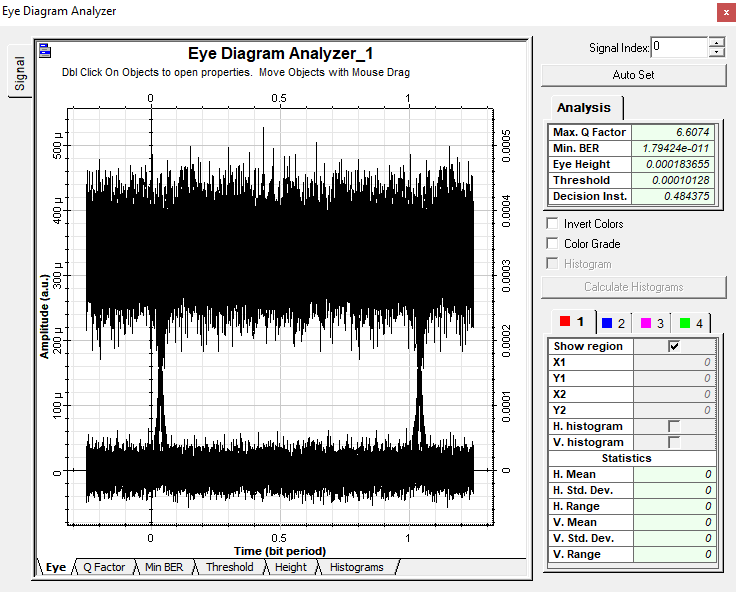 Eye Diagram Analyzer
x
Signal
Eye Diagram Analyzer_1
Dbl Click On Objects to open properties. Move Objects with Mouse Drag
0 0.5 1
500 µ
400 µ
300 µ
200 µ
100 µ
0
Amplitude (a.u.)
0.0005
0.0004
0.0003
0.0002
0.0001
0
0 0.5 1
Time (bit period)
Eye Q Factor Min BER Threshold Height Histograms
Signal Index: 0
Auto Set
Analysis
Max. Q Factor 6.6074
Min. BER 1.79424e-011
Eye Height 0.000183655
Threshold 0.00010128
Decision Inst. 0.484375
Invert Colors
Color Grade
Histogram
Calculate Histograms
1 2 3 4
Show region
X1 0
Y1 0
X2 0
Y2 0
H. histogram
V. histogram
Statistics
H. Mean 0
H. Std. Dev. 0
H. Range 0
V. Mean 0
V. Std. Dev. 0
V. Range 0